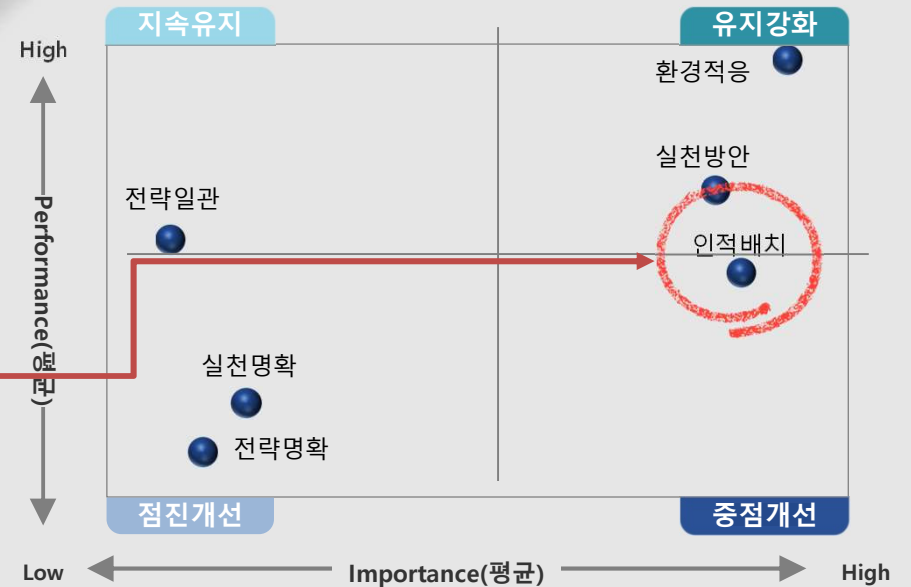 지속유지
유지강화
High
환경적응
실천방안
전략일관
인적배치
Performance(평균)
실천명확
전략명확
점진개선
중점개선
Low
Importance(평균)
High